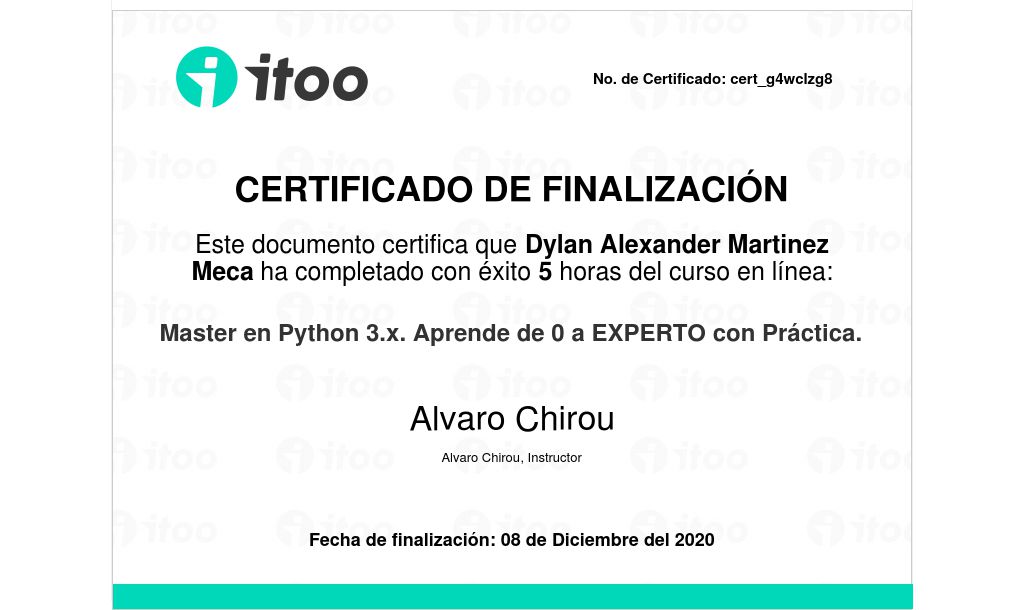 itoo
No. de Certificado: cert_g4wclzg8
CERTIFICADO DE FINALIZACIÓN
Este documento certifica que Dylan Alexander Martinez
Meca ha completado con éxito 5 horas del curso en línea:
Master en Python 3.x. Aprende de 0 a EXPERTO con Práctica.
Alvaro Chirou
Alvaro Chirou, Instructor
Fecha de finalización: 08 de Diciembre del 2020